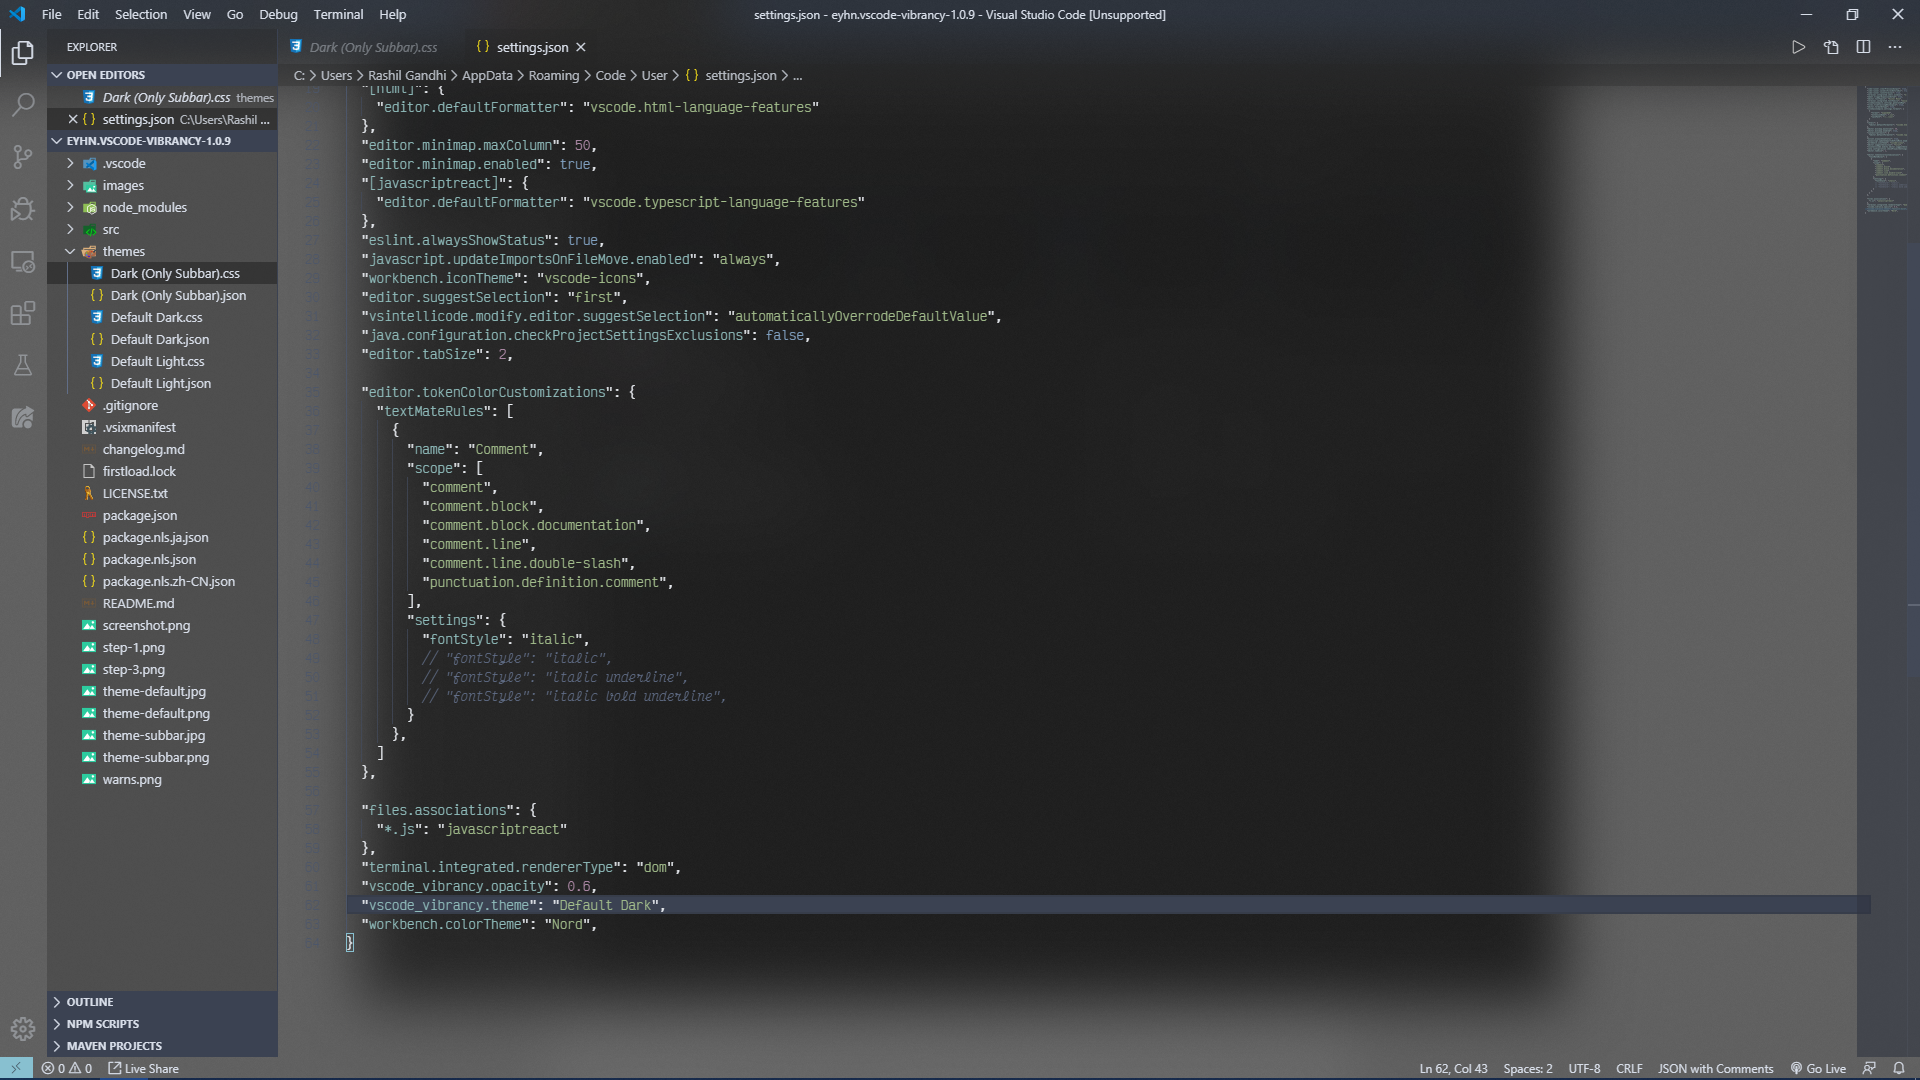 File Edit Selection View Go Debug Terminal Help
settings.json - eyhn.vscode-vibrancy-1.0.9 - Visual Studio Code [Unsupported]
EXPLORER
OPEN EDITORS
Dark (Only Subbar).css themes
settings.json C:\Users\Rashil ...
EYHN.VSCODE-VIBRANCY-1.0.9
.vscode
images
node_modules
src
themes
Dark (Only Subbar).css
Dark (Only Subbar).json
Default Dark.css
Default Dark.json
Default Light.css
Default Light.json
.gitignore
.vsixmanifest
changelog.md
firstload.lock
LICENSE.txt
package.json
package.nls.ja.json
package.nls.json
package.nls.zh-CN.json
README.md
screenshot.png
step-1.png
step-3.png
theme-default.jpg
theme-default.png
theme-subbar.jpg
theme-subbar.png
warns.png
OUTLINE
NPM SCRIPTS
MAVEN PROJECTS
Dark (Only Subbar).css
{ } settings.json
C: > Users > Rashil Gandhi > AppData > Roaming > Code > User > { } settings.json > ...
"[html]": {
"editor.defaultFormatter": "vscode.html-language-features"
},
"editor.minimap.maxColumn": 50,
"editor.minimap.enabled": true,
"[javascriptreact]": {
"editor.defaultFormatter": "vscode.typescript-language-features"
},
"eslint.alwaysShowStatus": true,
"javascript.updateImportsOnFileMove.enabled": "always",
"workbench.iconTheme": "vscode-icons",
"editor.suggestSelection": "first",
"vsintellicode.modify.editor.suggestSelection": "automaticallyOverrodeDefaultValue",
"java.configuration.checkProjectSettingsExclusions": false,
"editor.tabSize": 2,
"editor.tokenColorCustomizations": {
"textMateRules": [
{
"name": "Comment",
"scope": [
"comment",
"comment.block",
"comment.block.documentation",
"comment.line",
"comment.line.double-slash",
"punctuation.definition.comment",
],
"settings": {
"fontStyle": "italic",
// "fontStyle": "italic",
// "fontStyle": "italic underline",
// "fontStyle": "italic bold underline",
}
},
]
},
"files.associations": {
"*.js": "javascriptreact"
},
"terminal.integrated.rendererType": "dom",
"vscode_vibrancy.opacity": 0.6,
"vscode_vibrancy.theme": "Default Dark",
"workbench.colorTheme": "Nord",
}
0 0 Live Share
Ln 62, Col 43 Spaces: 2 UTF-8 CRLF JSON with Comments Go Live